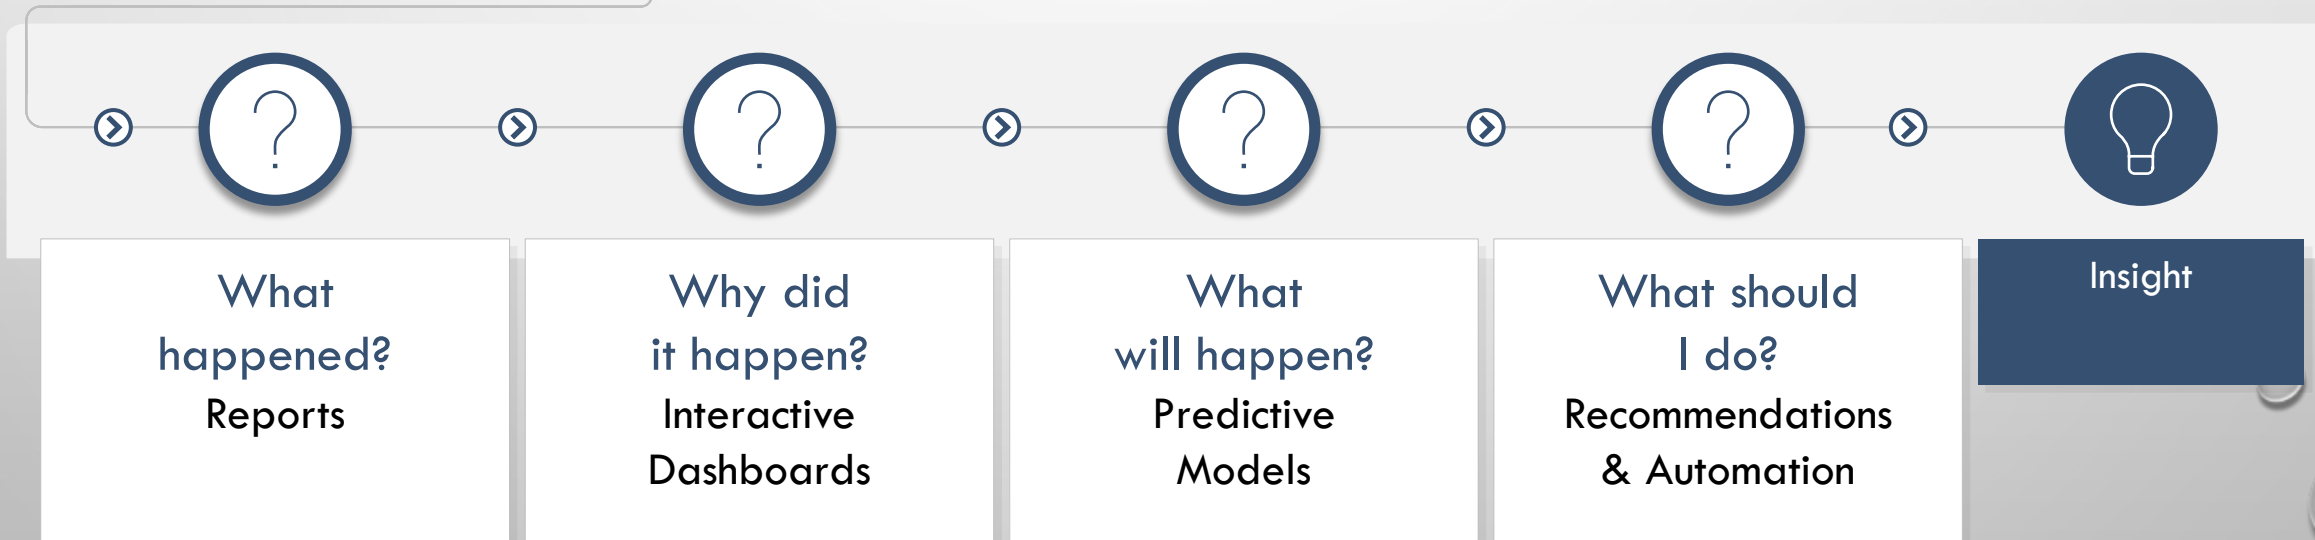 What
happened?
Reports
Why did
it happen?
Interactive
Dashboards
What
will happen?
Predictive
Models
What should
I do?
Recommendations
& Automation
Insight